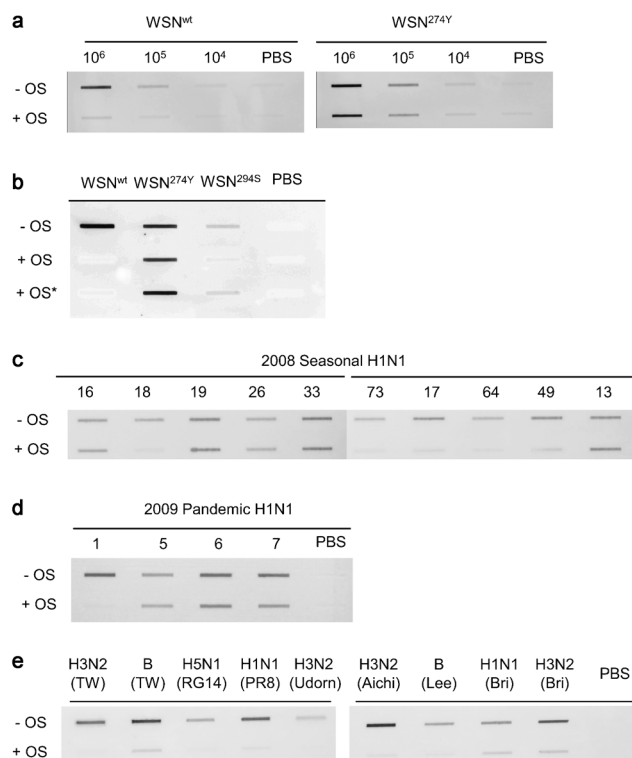 a
WSNwt WSN274Y
10⁶ 10⁵ 10⁴ PBS 10⁶ 10⁵ 10⁴ PBS
- OS
+ OS
b
WSNwt WSN274Y WSN294S PBS
- OS
+ OS
+ OS*
c
2008 Seasonal H1N1
16 18 19 26 33 73 17 64 49 13
- OS
+ OS
d
2009 Pandemic H1N1
1 5 6 7 PBS
- OS
+ OS
e
H3N2 B H5N1 H1N1 H3N2 H3N2 B H1N1 H3N2 PBS
(TW) (TW) (RG14) (PR8) (Udorn) (Aichi) (Lee) (Bri) (Bri)
- OS
+ OS